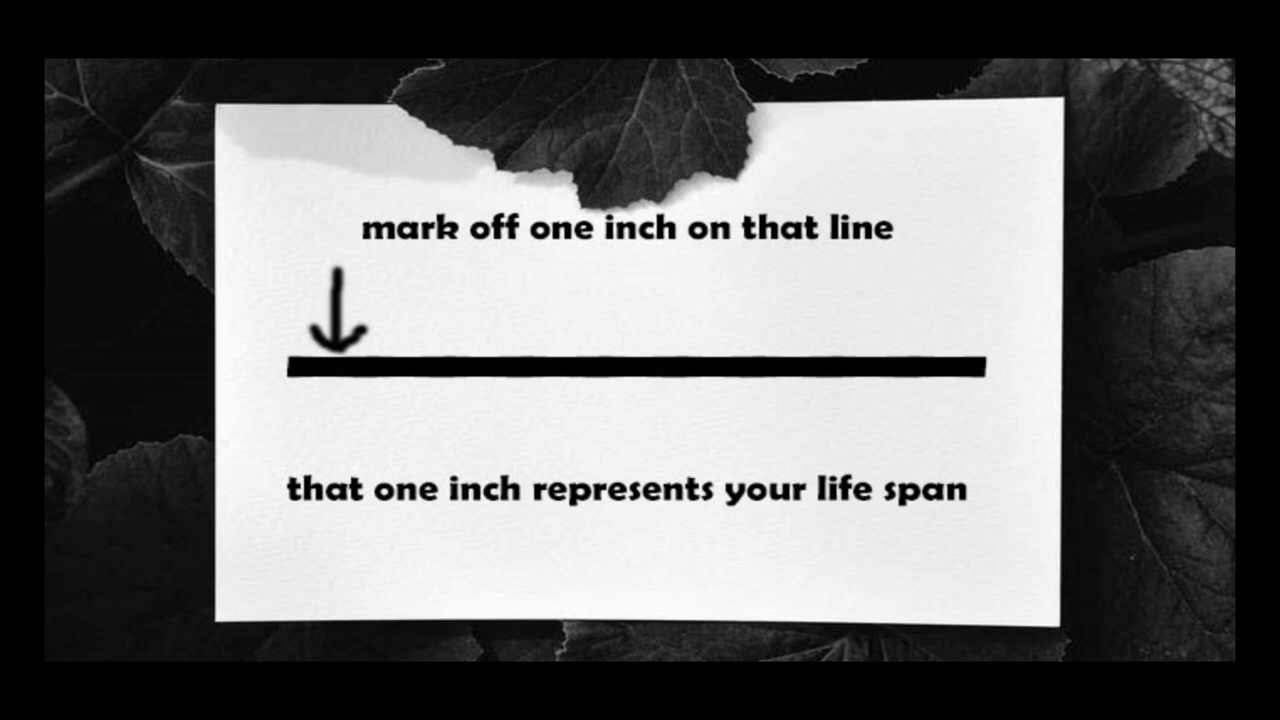 mark off one inch on that line
that one inch represents your life span